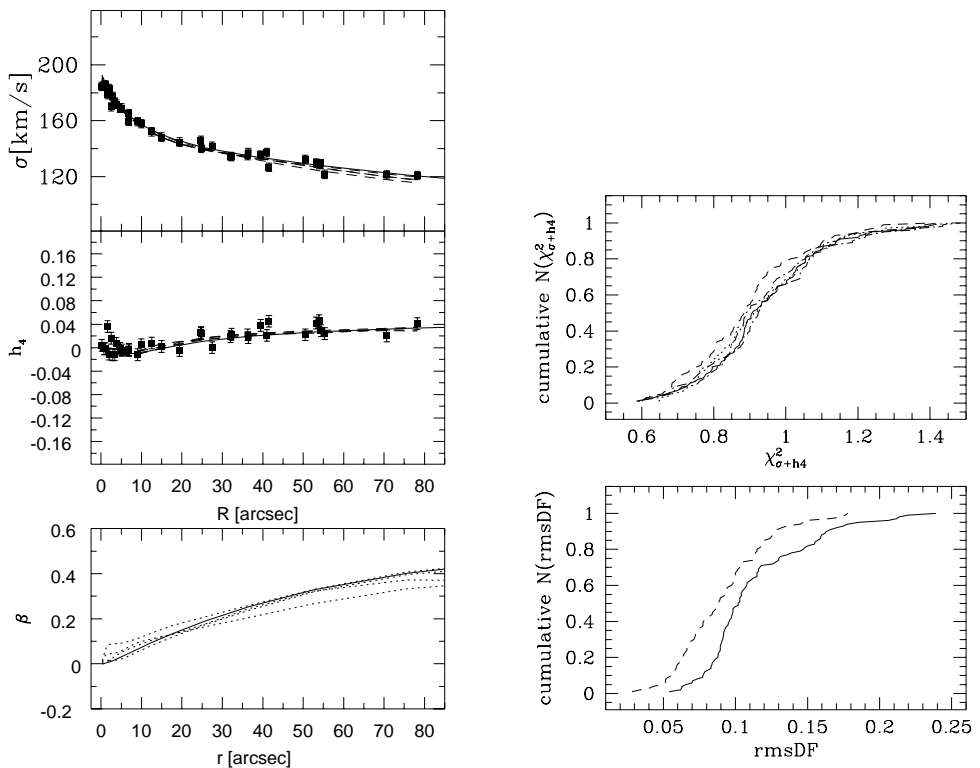 σ[km/s]
200
160
120
h4
0.16
0.12
0.08
0.04
0
-0.04
-0.08
-0.12
-0.16
0 10 20 30 40 50 60 70 80
R [arcsec]
β
0.6
0.4
0.2
0
-0.2
0 10 20 30 40 50 60 70 80
r [arcsec]
cumulative N(χ²σ+h4)
1
0.8
0.6
0.4
0.2
0
0.6 0.8 1 1.2 1.4
χ²σ+h4
cumulative N(rmsDF)
1
0.8
0.6
0.4
0.2
0
0.05 0.1 0.15 0.2 0.25
rmsDF